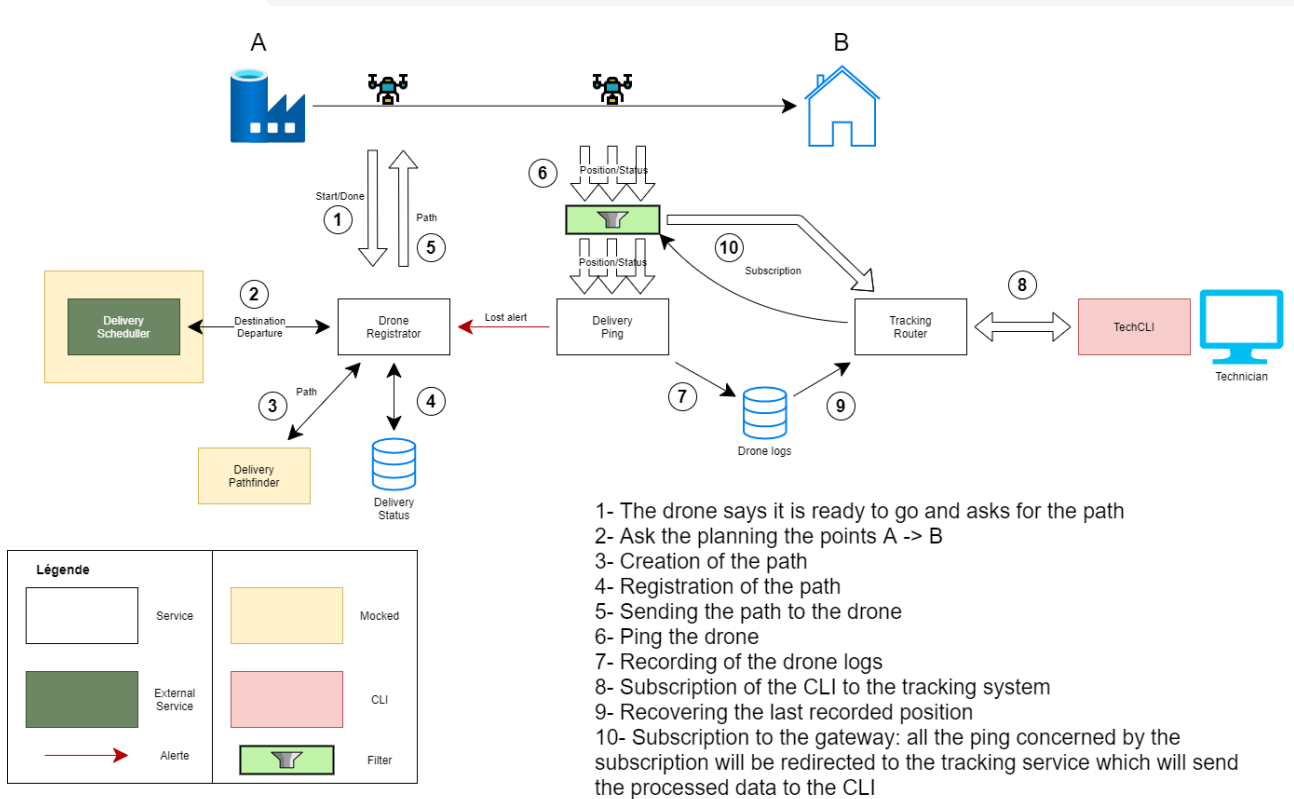 A
B
6
Position/Status
Start/Done
1
Path
5
10
Position/Status
Subscription
8
2
Delivery
Scheduller
Destination
Departure
Drone
Registrator
Lost alert
Delivery
Ping
Tracking
Router
TechCLI
Technician
3
Path
4
7
9
Drone logs
Delivery
Pathfinder
Delivery
Status
1- The drone says it is ready to go and asks for the path
2- Ask the planning the points A -> B
3- Creation of the path
4- Registration of the path
5- Sending the path to the drone
6- Ping the drone
7- Recording of the drone logs
8- Subscription of the CLI to the tracking system
9- Recovering the last recorded position
10- Subscription to the gateway: all the ping concerned by the
subscription will be redirected to the tracking service which will send
the processed data to the CLI
Légende
Service
Mocked
External
Service
CLI
Alerte
Filter